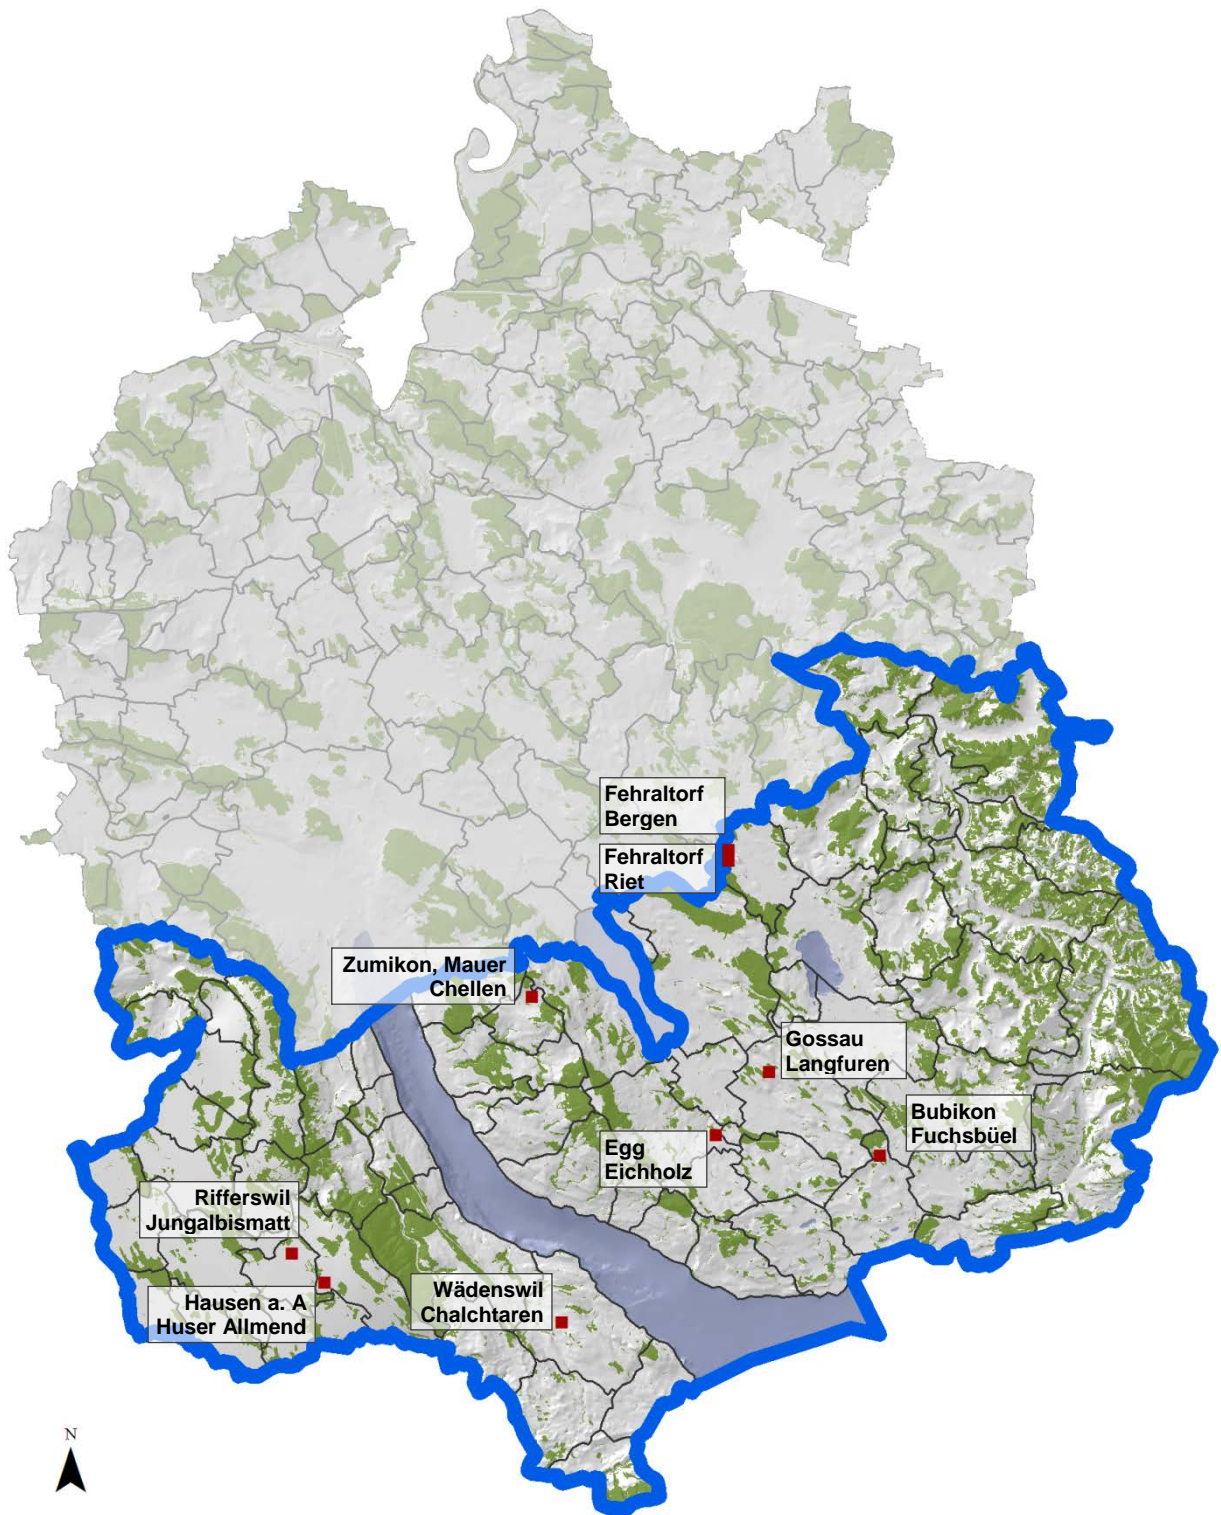 Fehraltorf
Bergen
Fehraltorf
Riet
Zumikon, Mauer
Chellen
Gossau
Langfuren
Bubikon
Fuchsbüel
Egg
Eichholz
Rifferswil
Jungalbismatt
Hausen a. A
Huser Allmend
Wädenswil
Chalchtaren
N